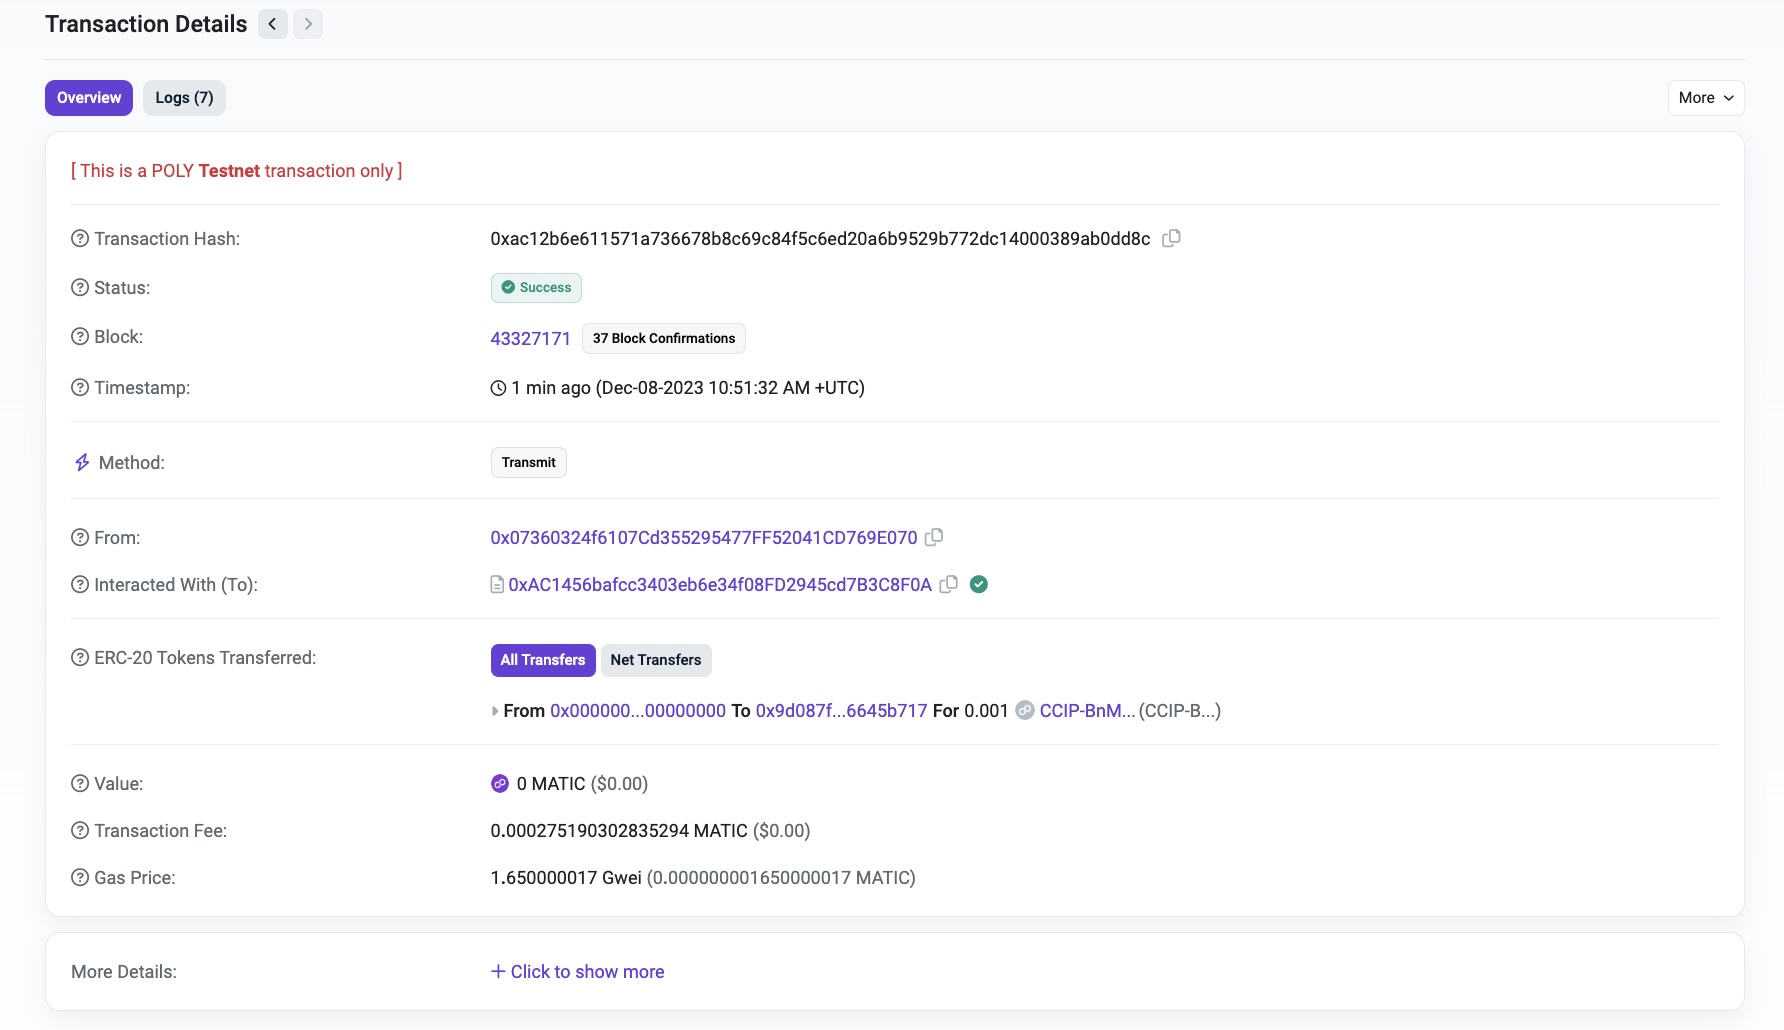 Transaction Details
Overview Logs (7) More
[ This is a POLY Testnet transaction only ]
Transaction Hash: 0xac12b6e611571a736678b8c69c84f5c6ed20a6b9529b772dc14000389ab0dd8c
Status: Success
Block: 43327171 37 Block Confirmations
Timestamp: 1 min ago (Dec-08-2023 10:51:32 AM +UTC)
Method: Transmit
From: 0x07360324f6107Cd355295477FF52041CD769E070
Interacted With (To): 0xAC1456bafcc3403eb6e34f08FD2945cd7B3C8F0A
ERC-20 Tokens Transferred: All Transfers Net Transfers
From 0x000000...00000000 To 0x9d087f...6645b717 For 0.001 CCIP-BnM... (CCIP-B...)
Value: 0 MATIC ($0.00)
Transaction Fee: 0.000275190302835294 MATIC ($0.00)
Gas Price: 1.650000017 Gwei (0.000000001650000017 MATIC)
More Details: + Click to show more